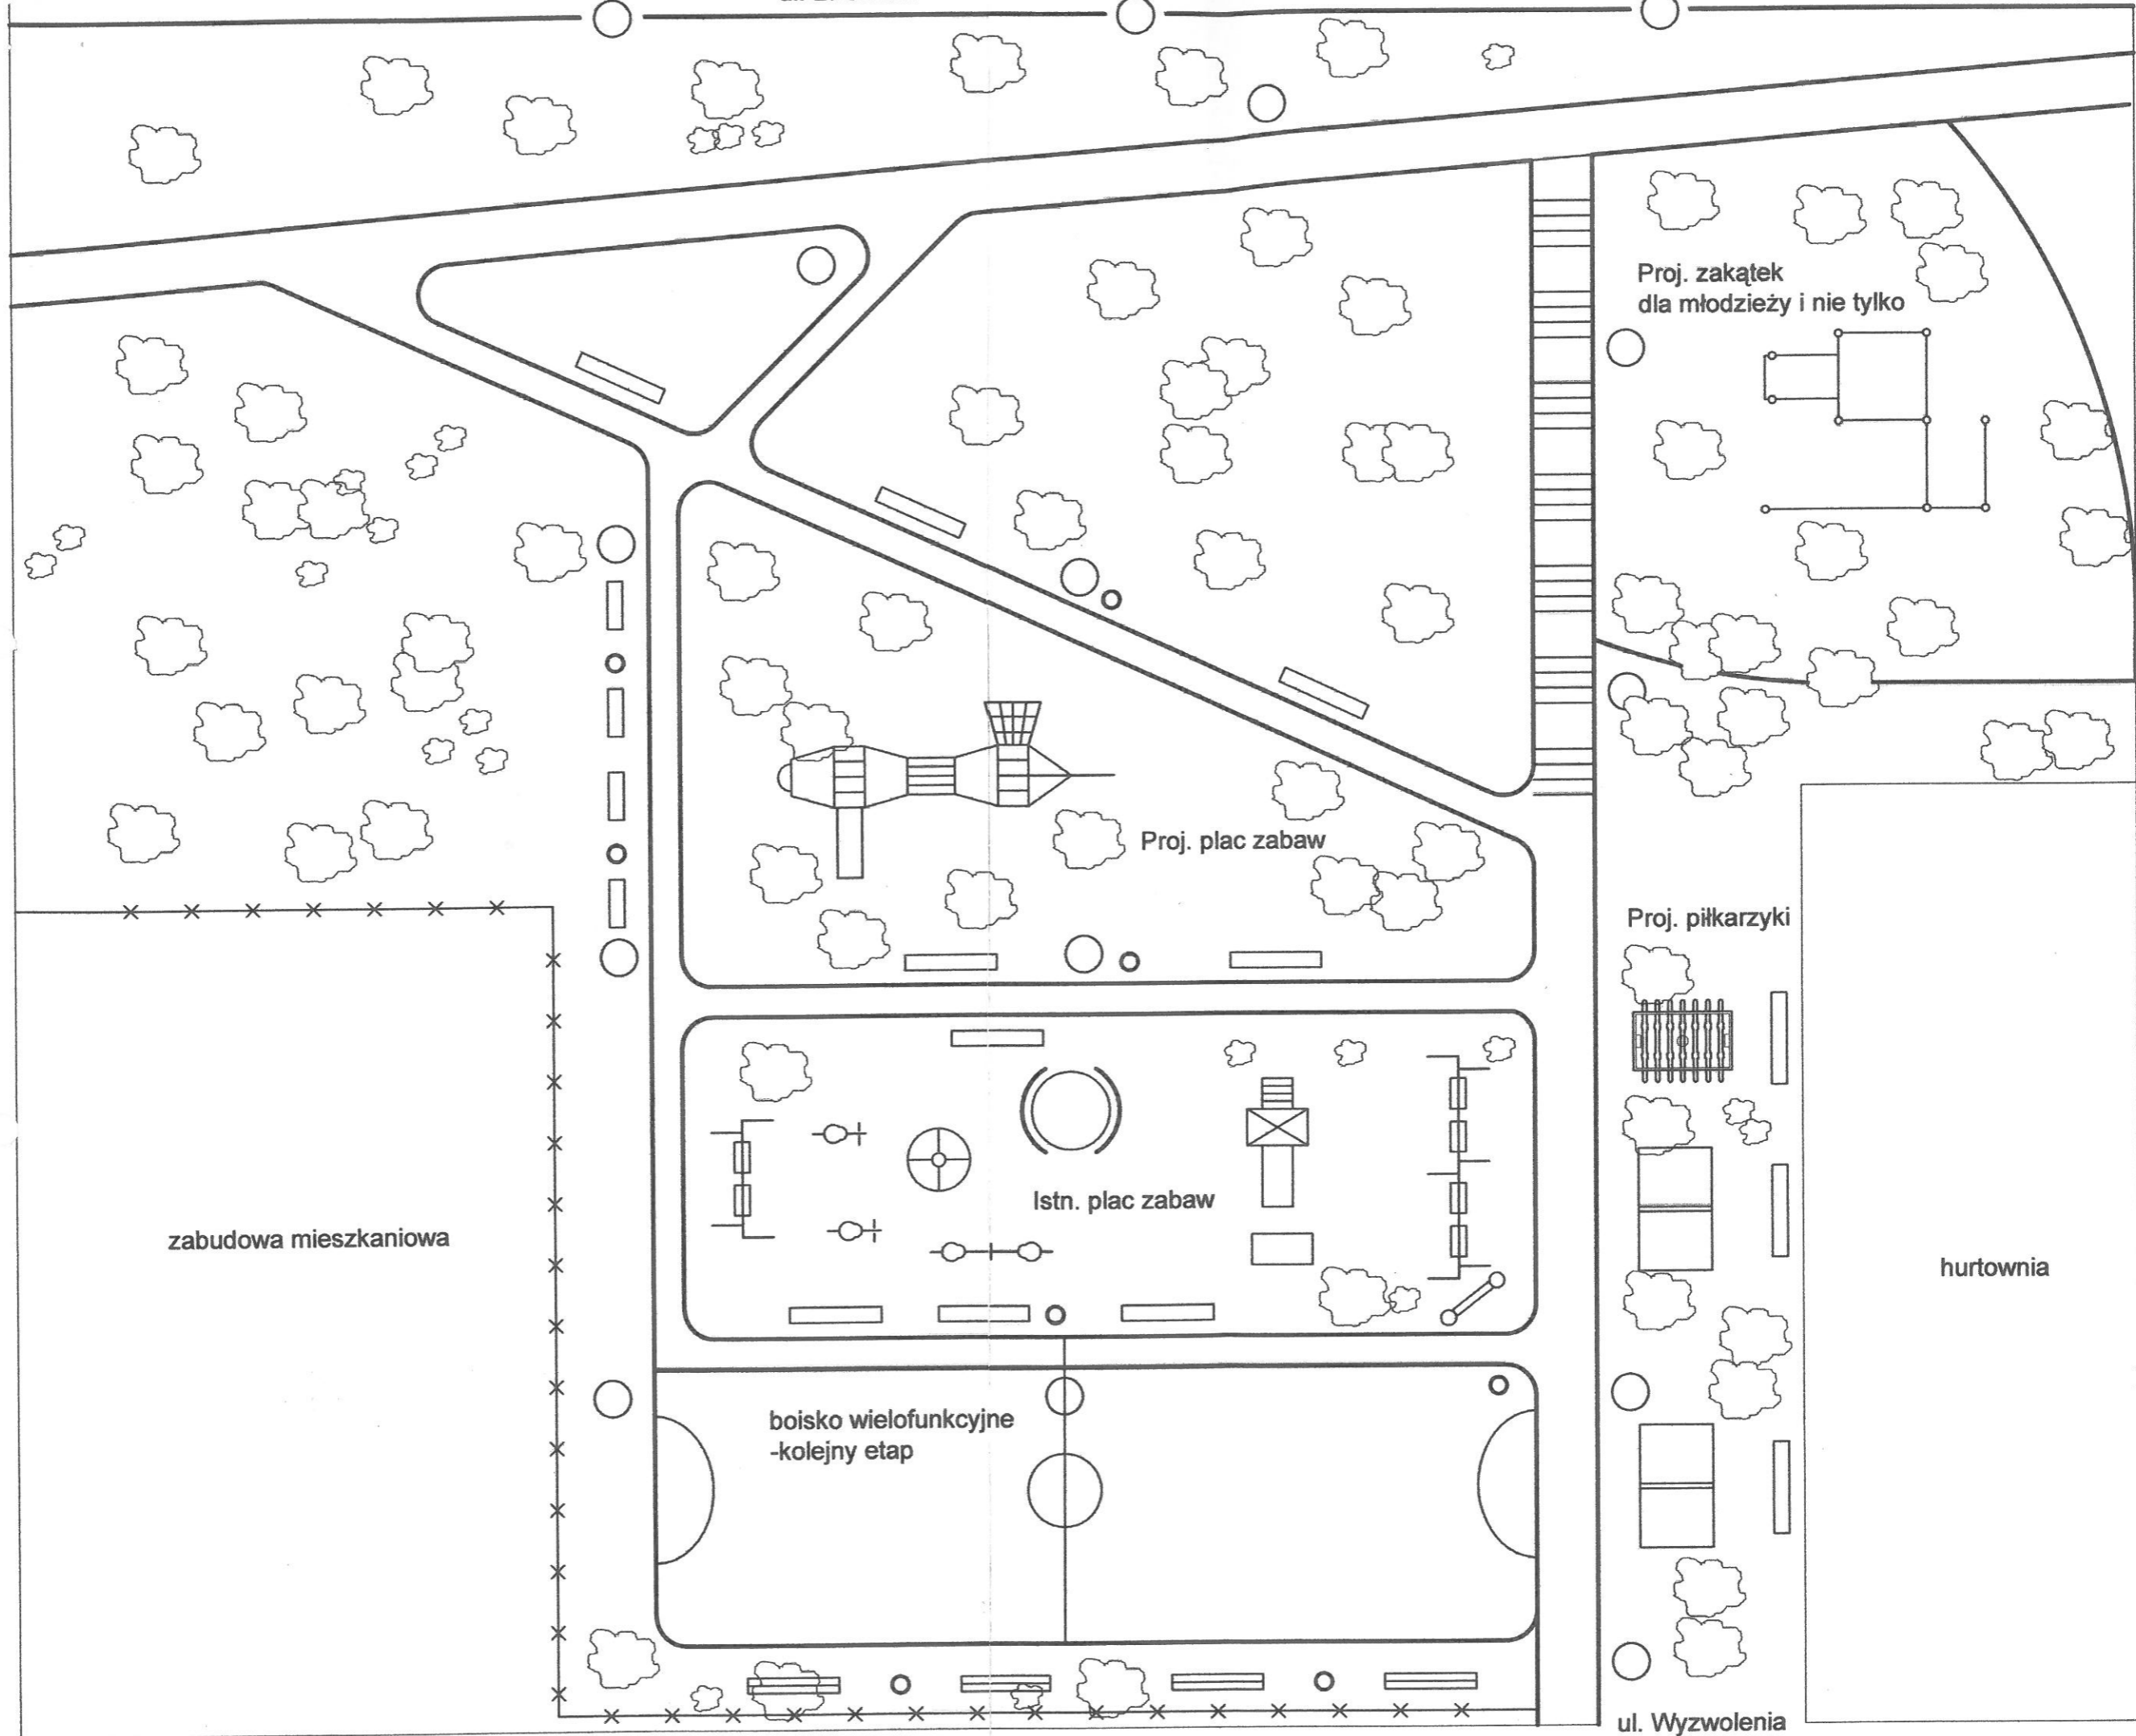 Proj. zakątek
dla młodzieży i nie tylko
Proj. plac zabaw
Proj. piłkarzyki
Istn. plac zabaw
zabudowa mieszkaniowa
hurtownia
boisko wielofunkcyjne
-kolejny etap
ul. Wyzwolenia